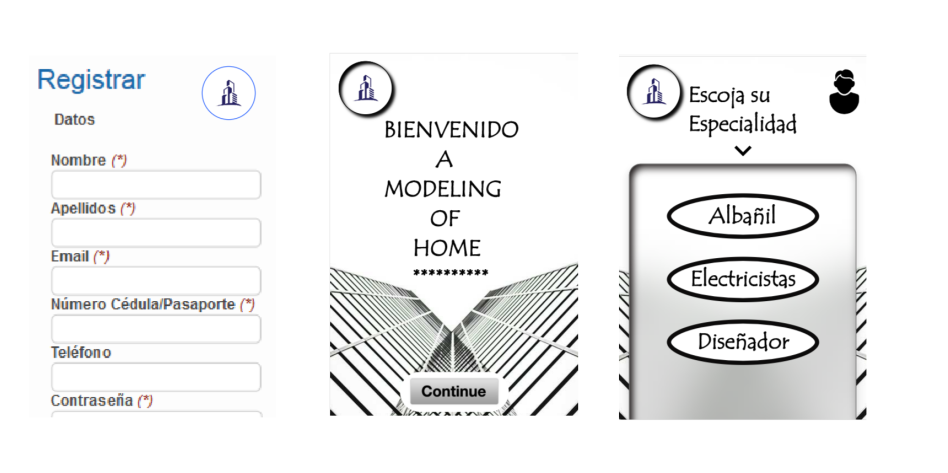 Registrar
Datos
Nombre (*)
Apellidos (*)
Email (*)
Número Cédula/Pasaporte (*)
Teléfono
Contraseña (*)
BIENVENIDO
A
MODELING
OF
HOME
**********
Continue
Escoja su
Especialidad
Albañil
Electricistas
Diseñador